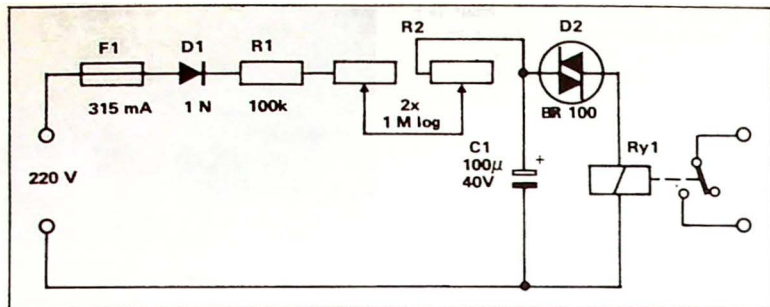 F1
D1
R1
R2
D2
315 mA
1 N
100k
2x
1 M log
BR 100
C1
100μ
40V
+
Ry1
220 V